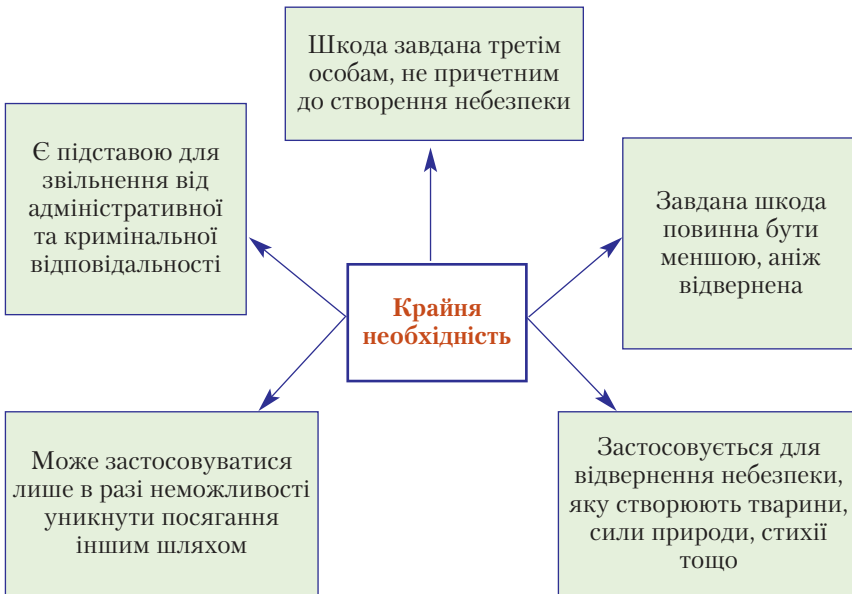 Шкода завдана третім
особам, не причетним
до створення небезпеки
Є підставою для
звільнення від
адміністративної
та кримінальної
відповідальності
Завдана шкода
повинна бути
меншою, аніж
відвернена
Крайня
необхідність
Може застосовуватися
лише в разі неможливості
уникнути посягання
іншим шляхом
Застосовується для
відвернення небезпеки,
яку створюють тварини,
сили природи, стихії
тощо